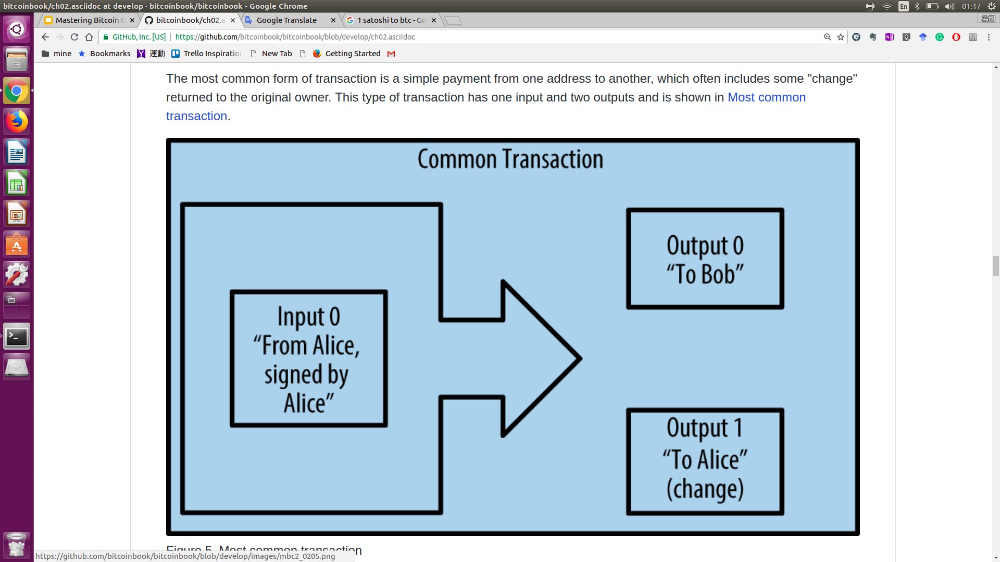 bitcoinbook/ch02.asciidoc at develop · bitcoinbook/bitcoinbook - Google Chrome
En
01:17
Mastering Bitcoin
bitcoinbook/ch02.a
Google Translate
1 satoshi to btc - Go
為剛
GitHub, Inc. [US]
https://github.com/bitcoinbook/bitcoinbook/blob/develop/ch02.asciidoc
mine
Bookmarks
運動
Trello Inspiration
New Tab
Getting Started
The most common form of transaction is a simple payment from one address to another, which often includes some "change"
returned to the original owner. This type of transaction has one input and two outputs and is shown in Most common
transaction.
Common Transaction
Input 0
“From Alice,
signed by
Alice”
Output 0
“To Bob”
Output 1
“To Alice”
(change)
Figure 5. Most common transaction
https://github.com/bitcoinbook/bitcoinbook/blob/develop/images/mbc2_0205.png